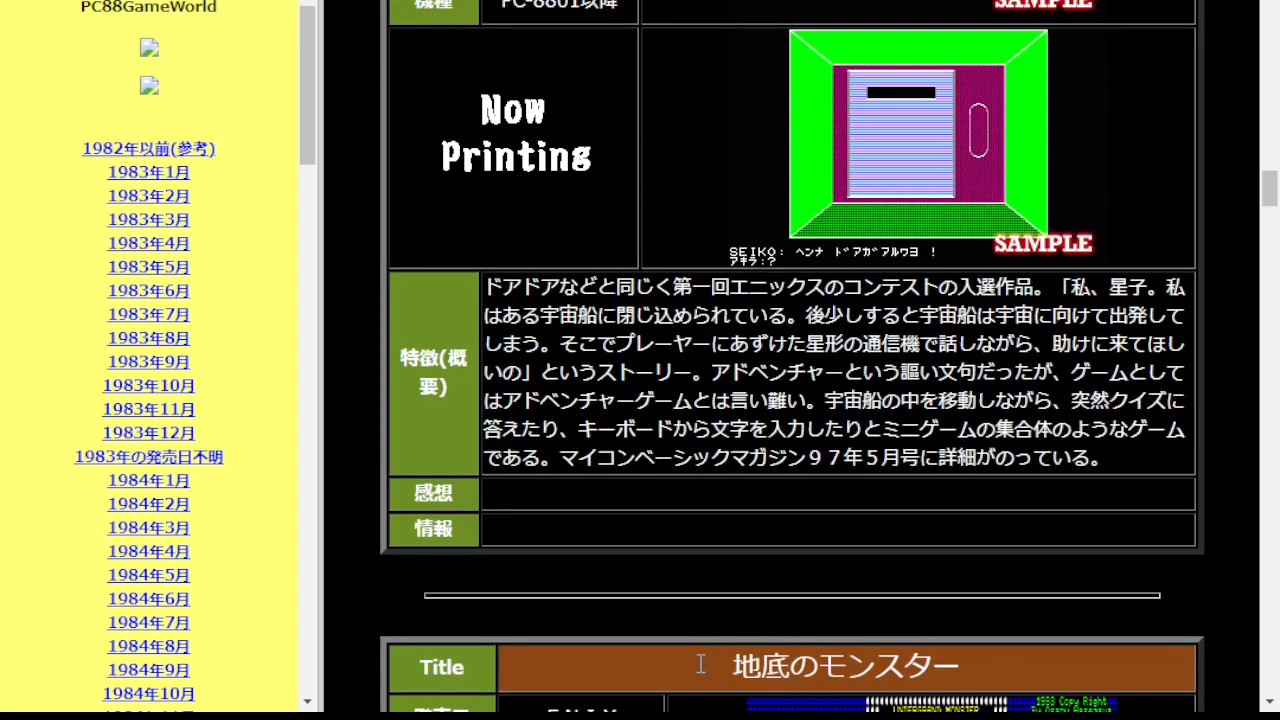 PC88GameWorld
1982年以前(参考)
1983年1月
1983年2月
1983年3月
1983年4月
1983年5月
1983年6月
1983年7月
1983年8月
1983年9月
1983年10月
1983年11月
1983年12月
1983年の発売日不明
1984年1月
1984年2月
1984年3月
1984年4月
1984年5月
1984年6月
1984年7月
1984年8月
1984年9月
1984年10月
機種
PC-8801以降
SAMPLE
Now
Printing
SEIKO: ヘンナ ドアガアルワヨ !
アキラ:?
SAMPLE
特徴(概
要)
ドアドアなどと同じく第一回エニックスのコンテストの入選作品。「私、星子。私
はある宇宙船に閉じ込められている。後少しすると宇宙船は宇宙に向けて出発して
しまう。そこでプレーヤーにあずけた星形の通信機で話しながら、助けに来てほし
いの」というストーリー。アドベンチャーという謳い文句だったが、ゲームとして
はアドベンチャーゲームとは言い難い。宇宙船の中を移動しながら、突然クイズに
答えたり、キーボードから文字を入力したりとミニゲームの集合体のようなゲーム
である。マイコンベーシックマガジン９７年５月号に詳細がのっている。
感想
情報
Title
地底のモンスター
1983 Copy Right